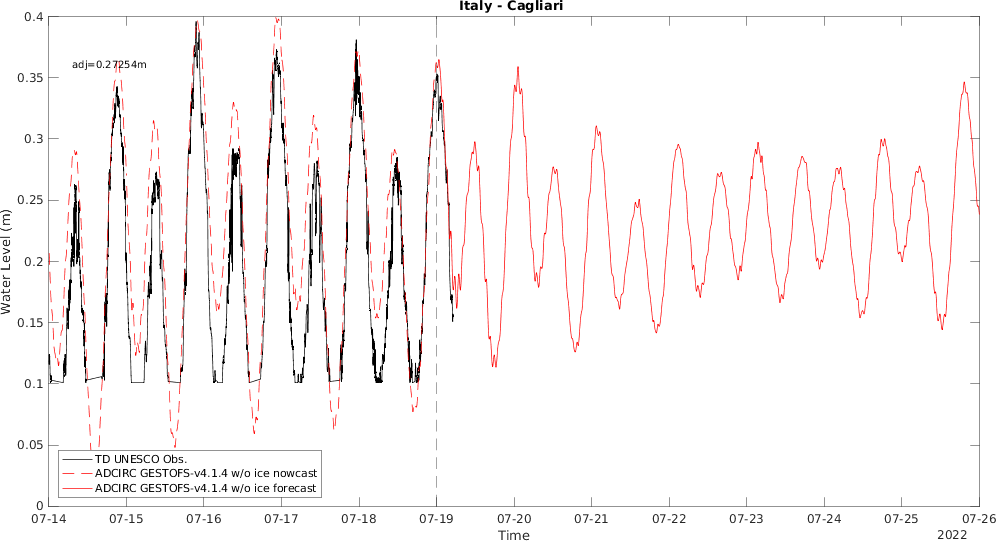 Italy - Cagliari
adj=0.27254m
0.4
0.35
0.3
0.25
0.2
0.15
0.1
0.05
0
Water Level (m)
TD UNESCO Obs.
ADCIRC GESTOFS-v4.1.4 w/o ice nowcast
ADCIRC GESTOFS-v4.1.4 w/o ice forecast
07-14 07-15 07-16 07-17 07-18 07-19 07-20 07-21 07-22 07-23 07-24 07-25 07-26
Time
2022